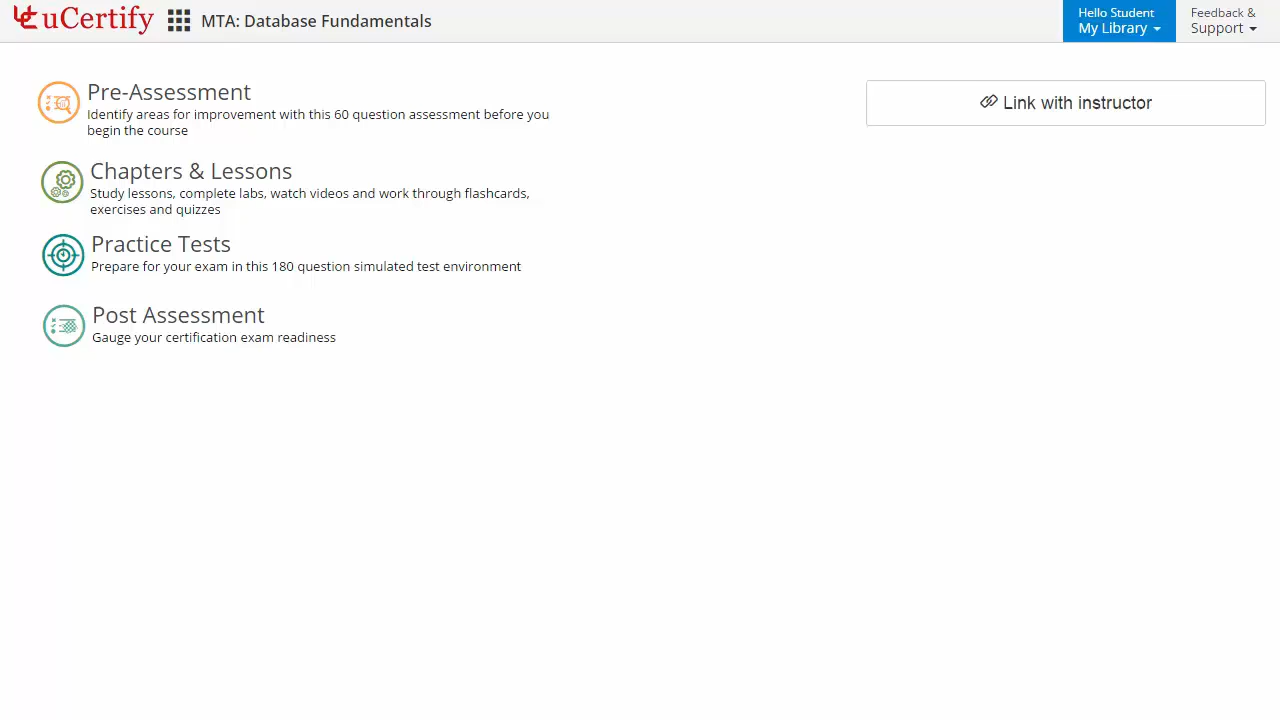 uCertify MTA: Database Fundamentals
Hello Student
My Library
Feedback &
Support
Pre-Assessment
Identify areas for improvement with this 60 question assessment before you
begin the course
Link with instructor
Chapters & Lessons
Study lessons, complete labs, watch videos and work through flashcards,
exercises and quizzes
Practice Tests
Prepare for your exam in this 180 question simulated test environment
Post Assessment
Gauge your certification exam readiness